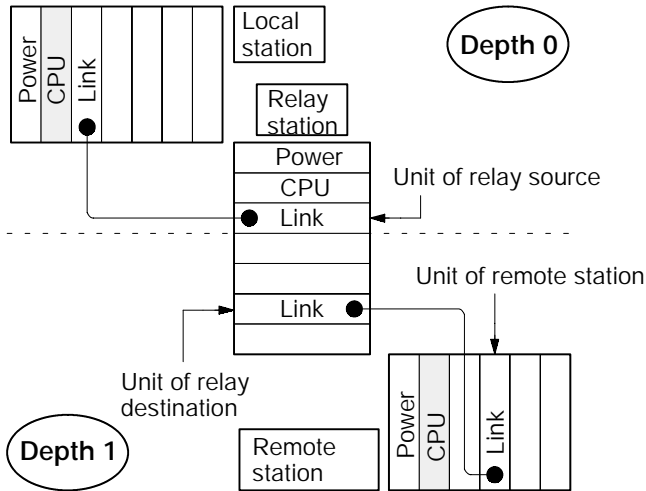 Local
station
Depth 0
Power
CPU
Link
Relay
station
Power
CPU
Link
Unit of relay source
Unit of remote station
Link
Unit of relay
destination
Power
CPU
Link
Depth 1
Remote
station